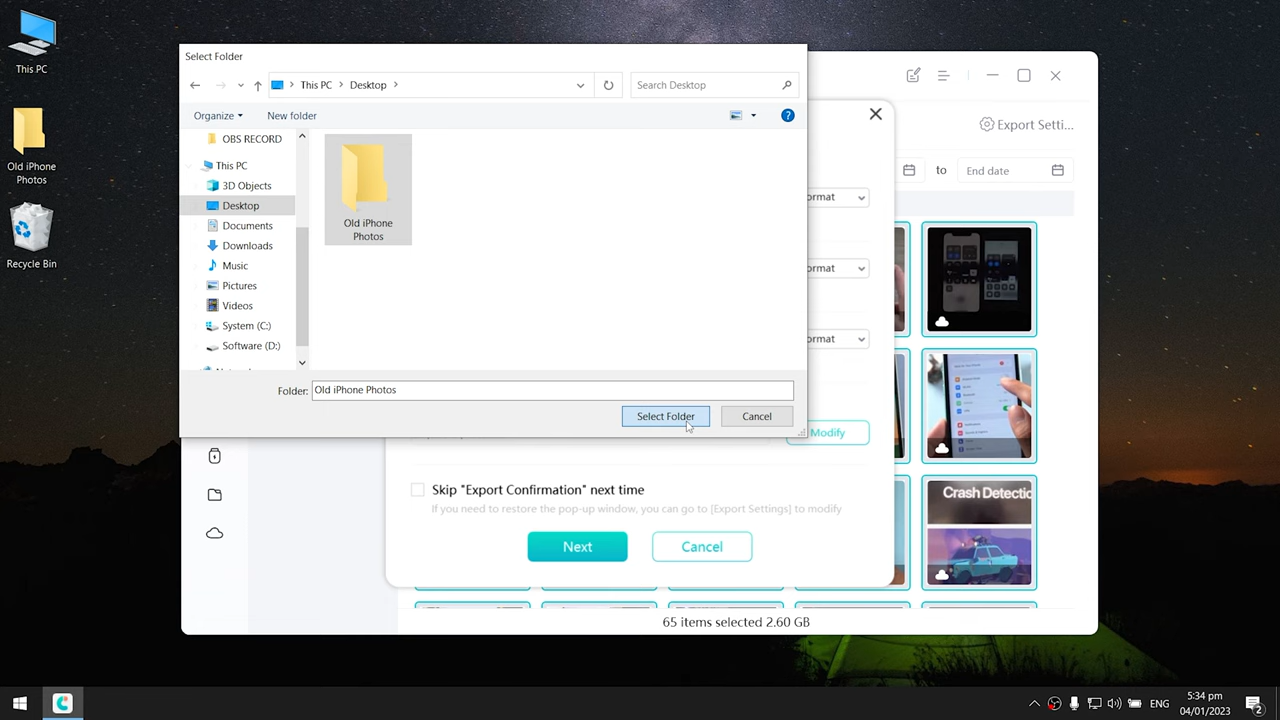 This PC
Old iPhone
Photos
Recycle Bin
Select Folder
This PC
Desktop
Search Desktop
Organize
New folder
OBS RECORD
This PC
3D Objects
Desktop
Documents
Downloads
Music
Pictures
Videos
System (C:)
Software (D:)
Old iPhone
Photos
Folder:
Old iPhone Photos
Select Folder
Cancel
Export Setti...
to
End date
ormat
ormat
ormat
Modify
Skip "Export Confirmation" next time
If you need to restore the pop-up window, you can go to [Export Settings] to modify
Next
Cancel
Crash Detectio
65 items selected 2.60 GB
ENG
5:34 pm
04/01/2023
2